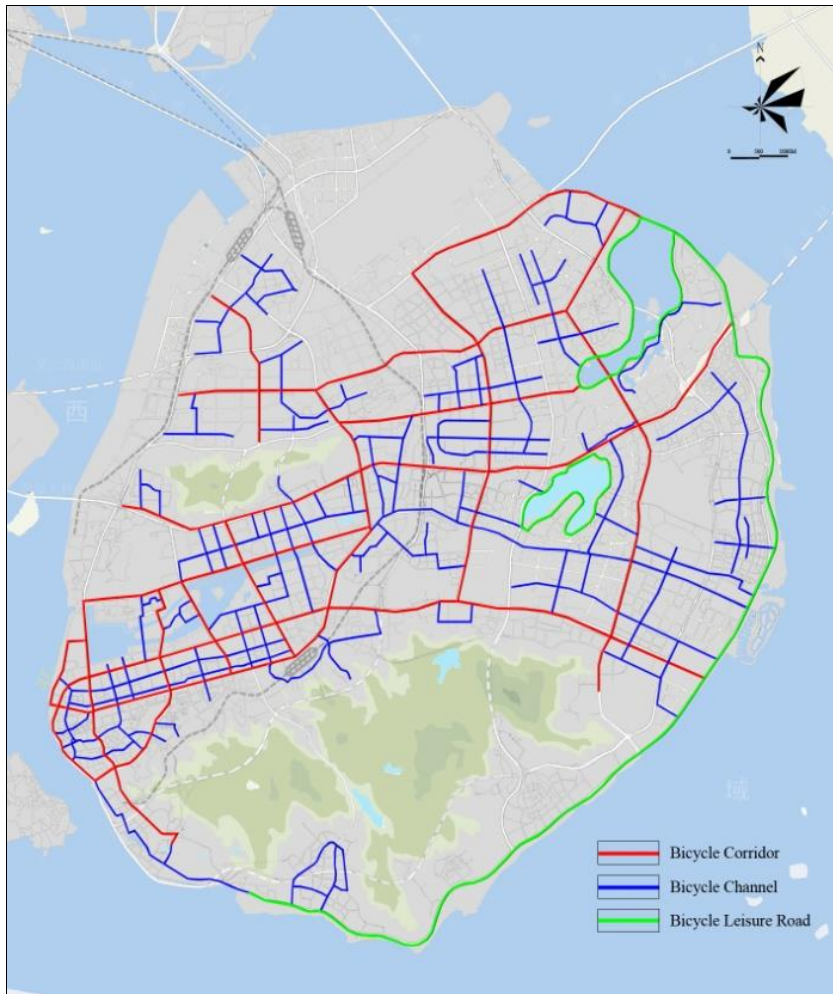 N
西
域
Bicycle Corridor
Bicycle Channel
Bicycle Leisure Road